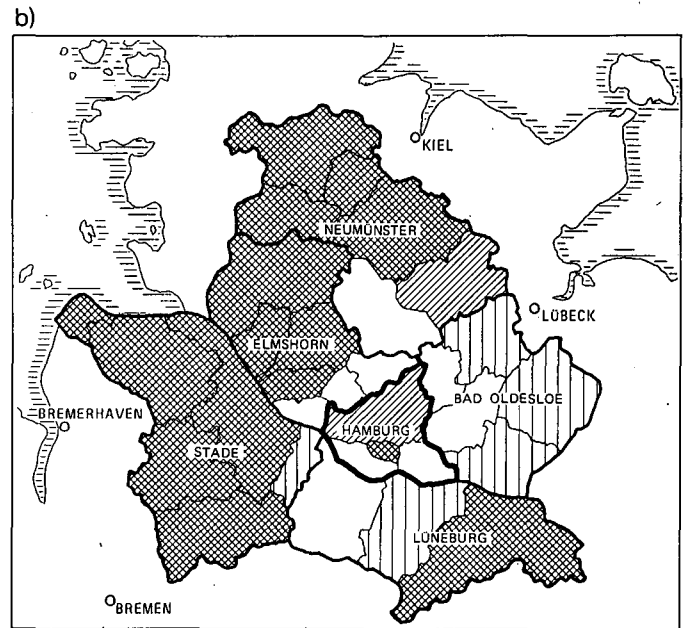 b)
KIEL
NEUMÜNSTER
LÜBECK
ELMSHORN
BAD OLDESLOE
BREMERHAVEN
HAMBURG
STADE
LÜNEBURG
BREMEN